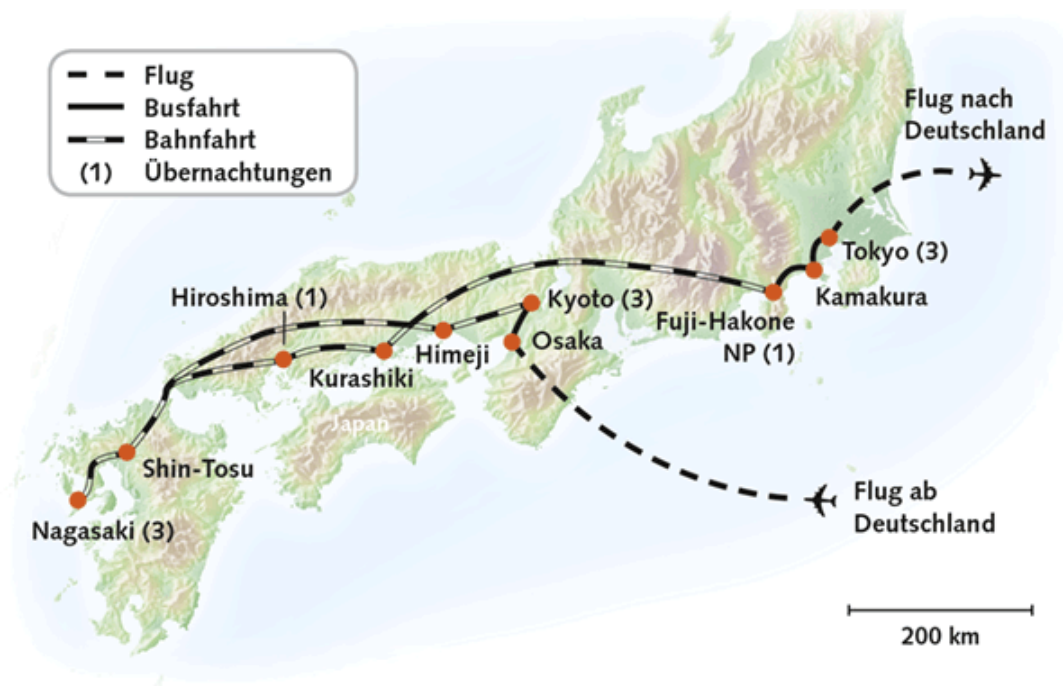 Flug
Busfahrt
Bahnfahrt
(1) Übernachtungen
Flug nach
Deutschland
Tokyo (3)
Kamakura
Hiroshima (1)
Kyoto (3)
Fuji-Hakone
NP (1)
Osaka
Himeji
Kurashiki
Japan
Shin-Tosu
Nagasaki (3)
Flug ab
Deutschland
200 km